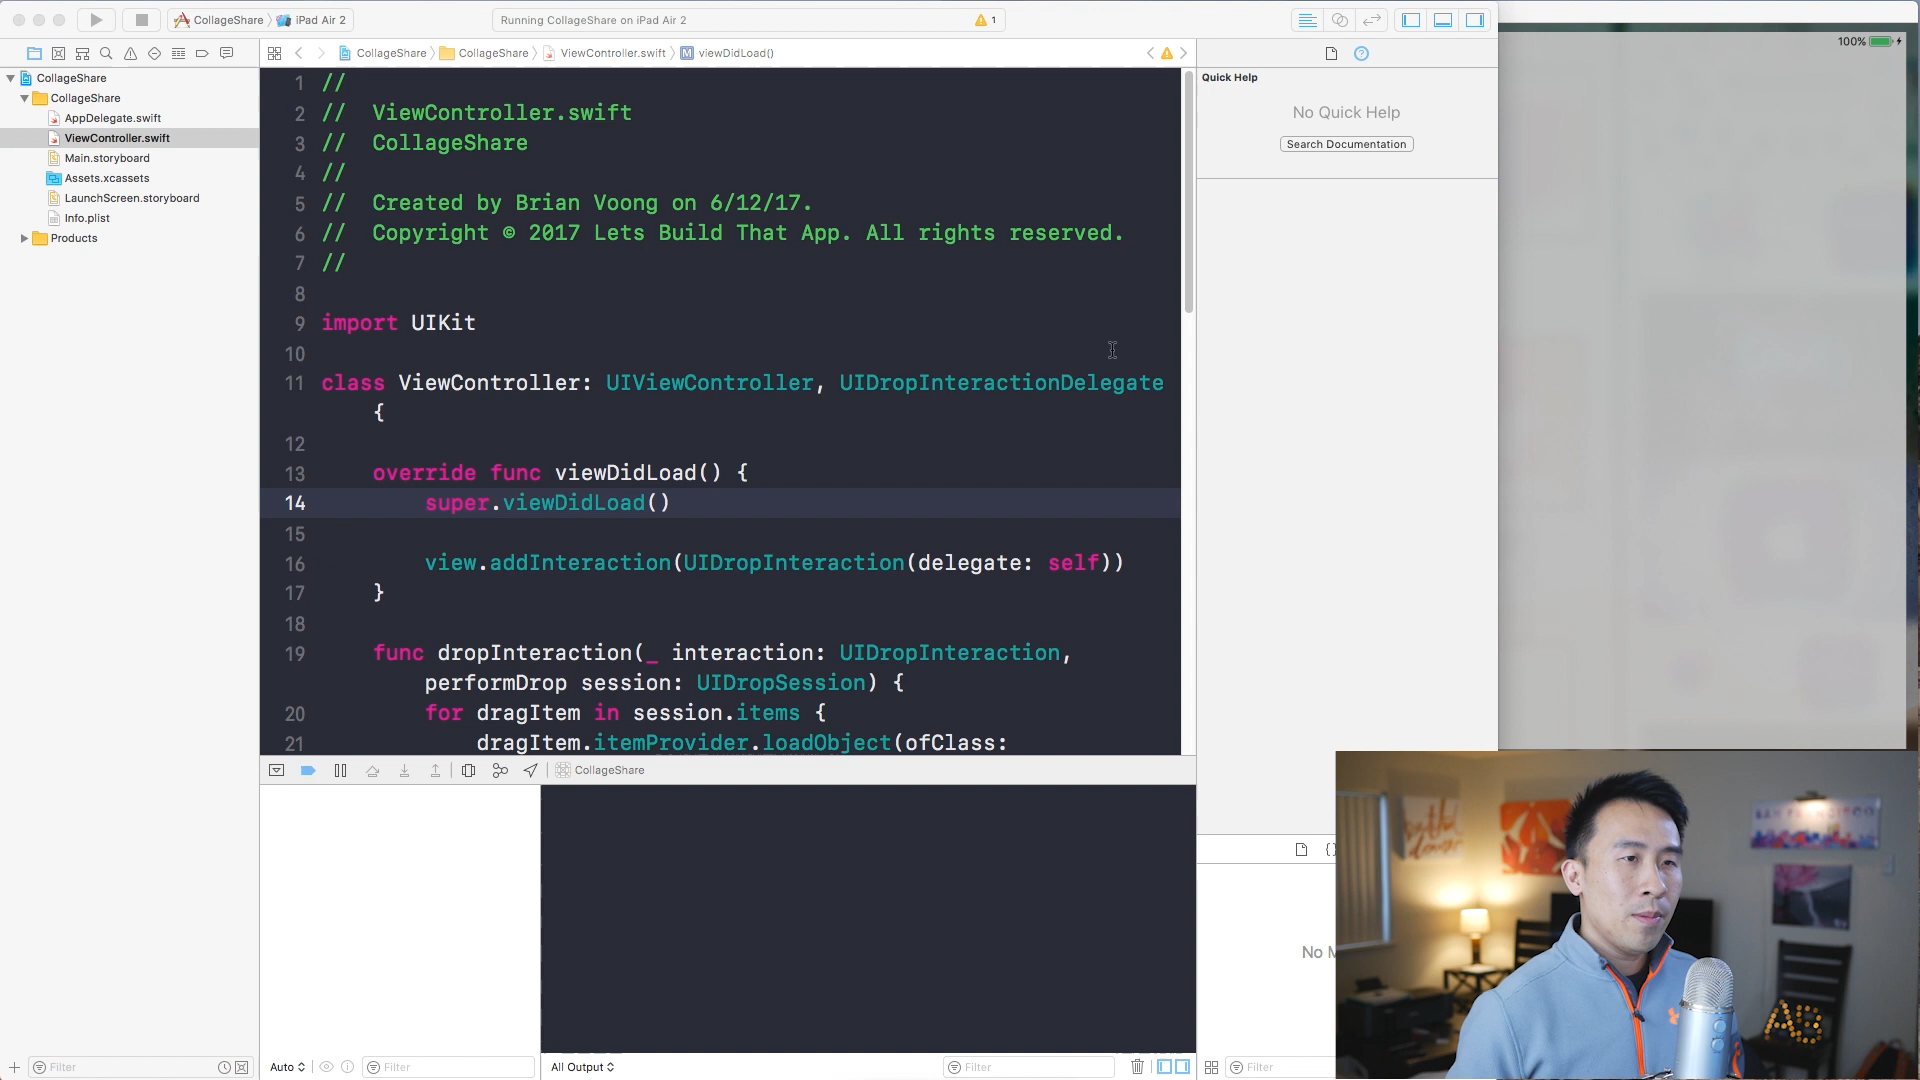 CollageShare
iPad Air 2
Running CollageShare on iPad Air 2
1
100%
CollageShare
CollageShare
ViewController.swift
viewDidLoad()
Quick Help
No Quick Help
Search Documentation
CollageShare
CollageShare
AppDelegate.swift
ViewController.swift
Main.storyboard
Assets.xcassets
LaunchScreen.storyboard
Info.plist
Products
1 //
2 // ViewController.swift
3 // CollageShare
4 //
5 // Created by Brian Voong on 6/12/17.
6 // Copyright © 2017 Lets Build That App. All rights reserved.
7 //
8
9 import UIKit
10
11 class ViewController: UIViewController, UIDropInteractionDelegate
{
12
13 override func viewDidLoad() {
14 super.viewDidLoad()
15
16 view.addInteraction(UIDropInteraction(delegate: self))
17 }
18
19 func dropInteraction(_ interaction: UIDropInteraction,
performDrop session: UIDropSession) {
20 for dragItem in session.items {
21 dragItem.itemProvider.loadObject(ofClass:
CollageShare
{}
No M
Filter
Auto
Filter
All Output
Filter
Filter